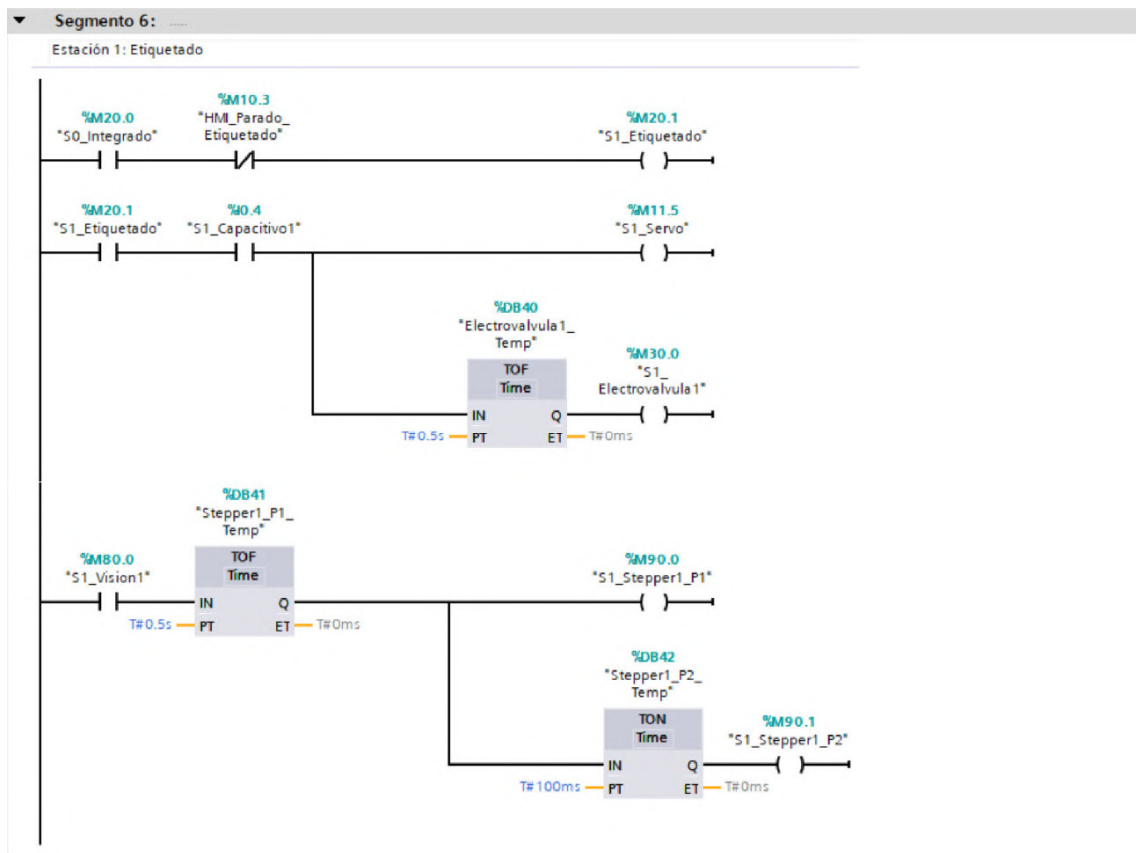 Segmento 6: .....
Estación 1: Etiquetado
%M20.0
"S0_Integrado"
%M10.3
"HMI_Parado_
Etiquetado"
%M20.1
"S1_Etiquetado"
%M20.1
"S1_Etiquetado"
%I0.4
"S1_Capacitivo1"
%M11.5
"S1_Servo"
%DB40
"Electrovalvula1_
Temp"
TOF
Time
IN Q
T#0.5s PT ET T#0ms
%M30.0
"S1_
Electrovalvula1"
%DB41
"Stepper1_P1_
Temp"
%M80.0
"S1_Vision1"
TOF
Time
IN Q
T#0.5s PT ET T#0ms
%M90.0
"S1_Stepper1_P1"
%DB42
"Stepper1_P2_
Temp"
TON
Time
IN Q
T#100ms PT ET T#0ms
%M90.1
"S1_Stepper1_P2"